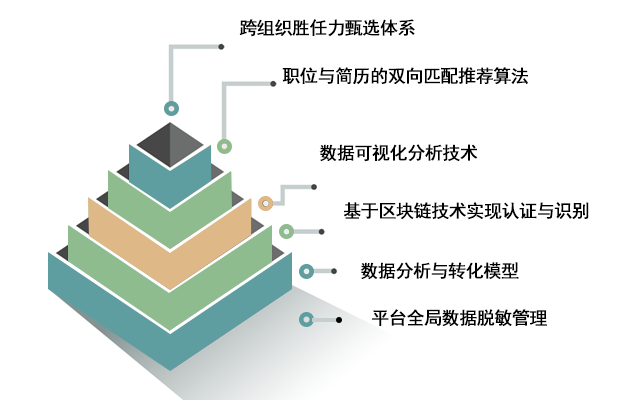 跨组织胜任力甄选体系
职位与简历的双向匹配推荐算法
数据可视化分析技术
基于区块链技术实现认证与识别
数据分析与转化模型
平台全局数据脱敏管理